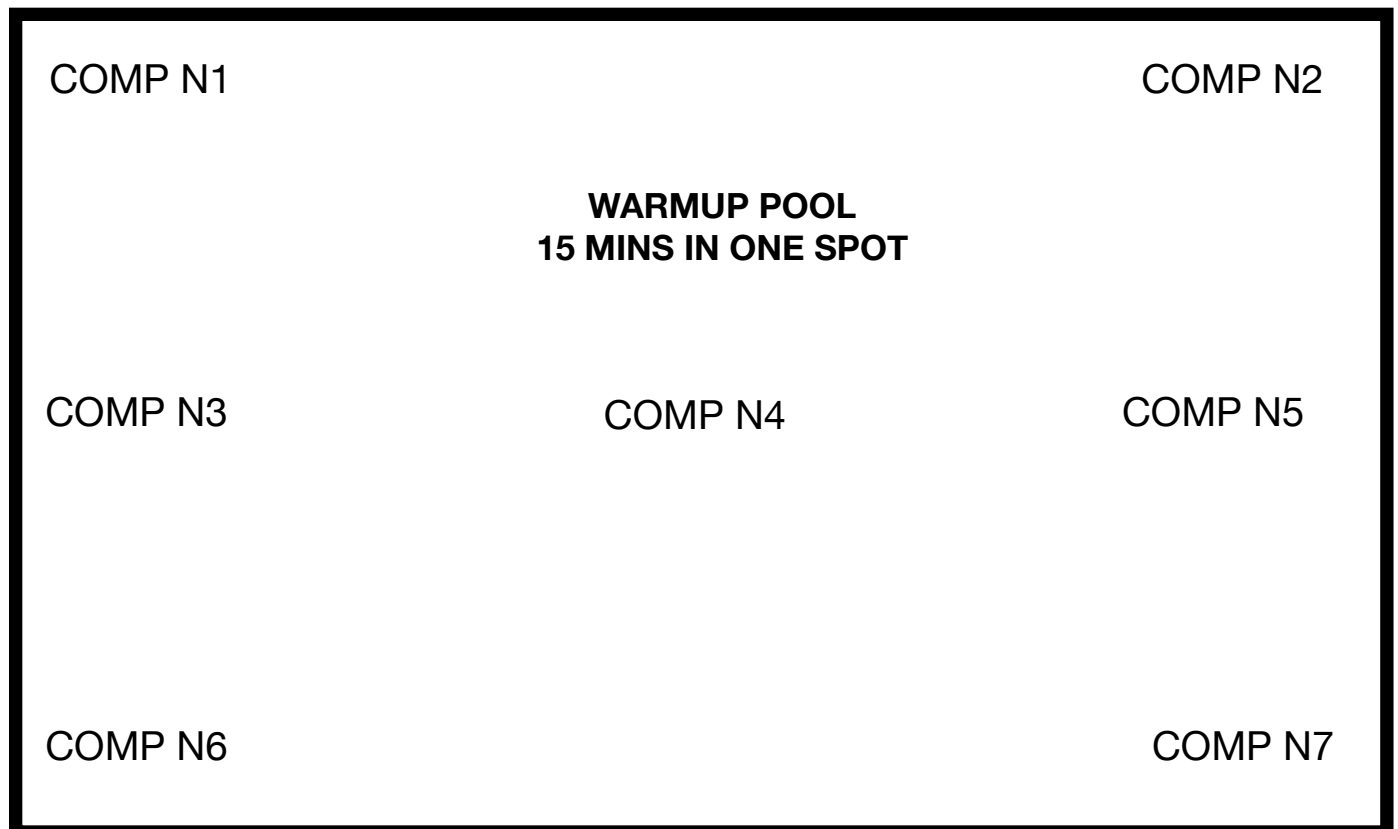 COMP N1
COMP N2
WARMUP POOL
15 MINS IN ONE SPOT
COMP N3
COMP N4
COMP N5
COMP N6
COMP N7